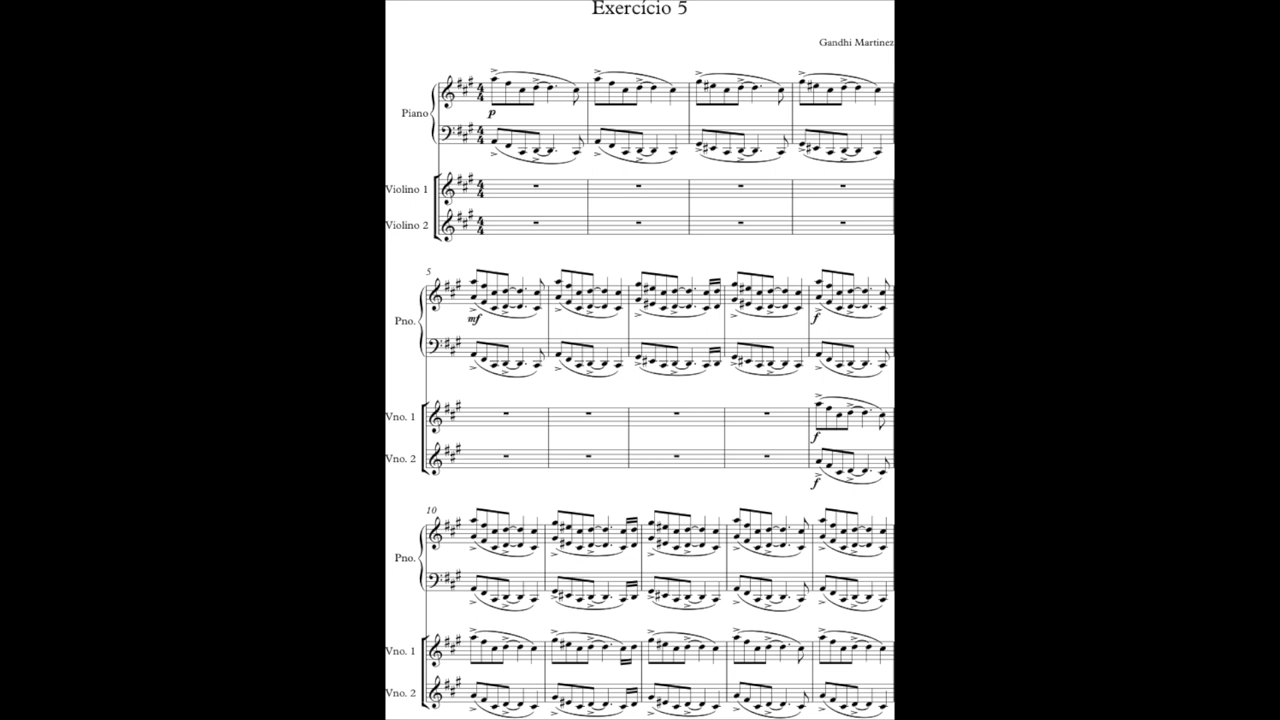 Exercício 5
Gandhi Martinez
Piano
p
Violino 1
Violino 2
5
Pno.
mf
f
Vno. 1
f
Vno. 2
f
10
Pno.
Vno. 1
Vno. 2